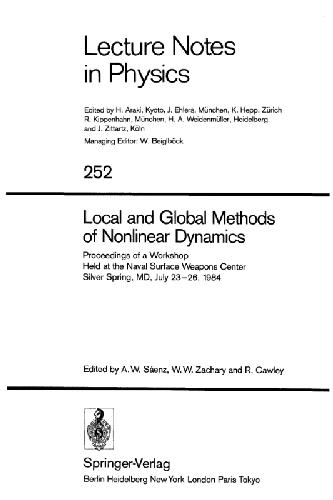 Lecture Notes
in Physics
Edited by H. Araki, Kyoto, J. Ehlers, München, K. Hepp, Zürich
R. Kippenhahn, München, H. A. Weidenmüller, Heidelberg
and J. Zittartz, Köln
Managing Editor: W. Beiglböck
252
Local and Global Methods
of Nonlinear Dynamics
Proceedings of a Workshop
Held at the Naval Surface Weapons Center
Silver Spring, MD, July 23–26, 1984
Edited by A. W. Sáenz, W. W. Zachary and R. Cawley
Springer-Verlag
Berlin Heidelberg New York London Paris Tokyo